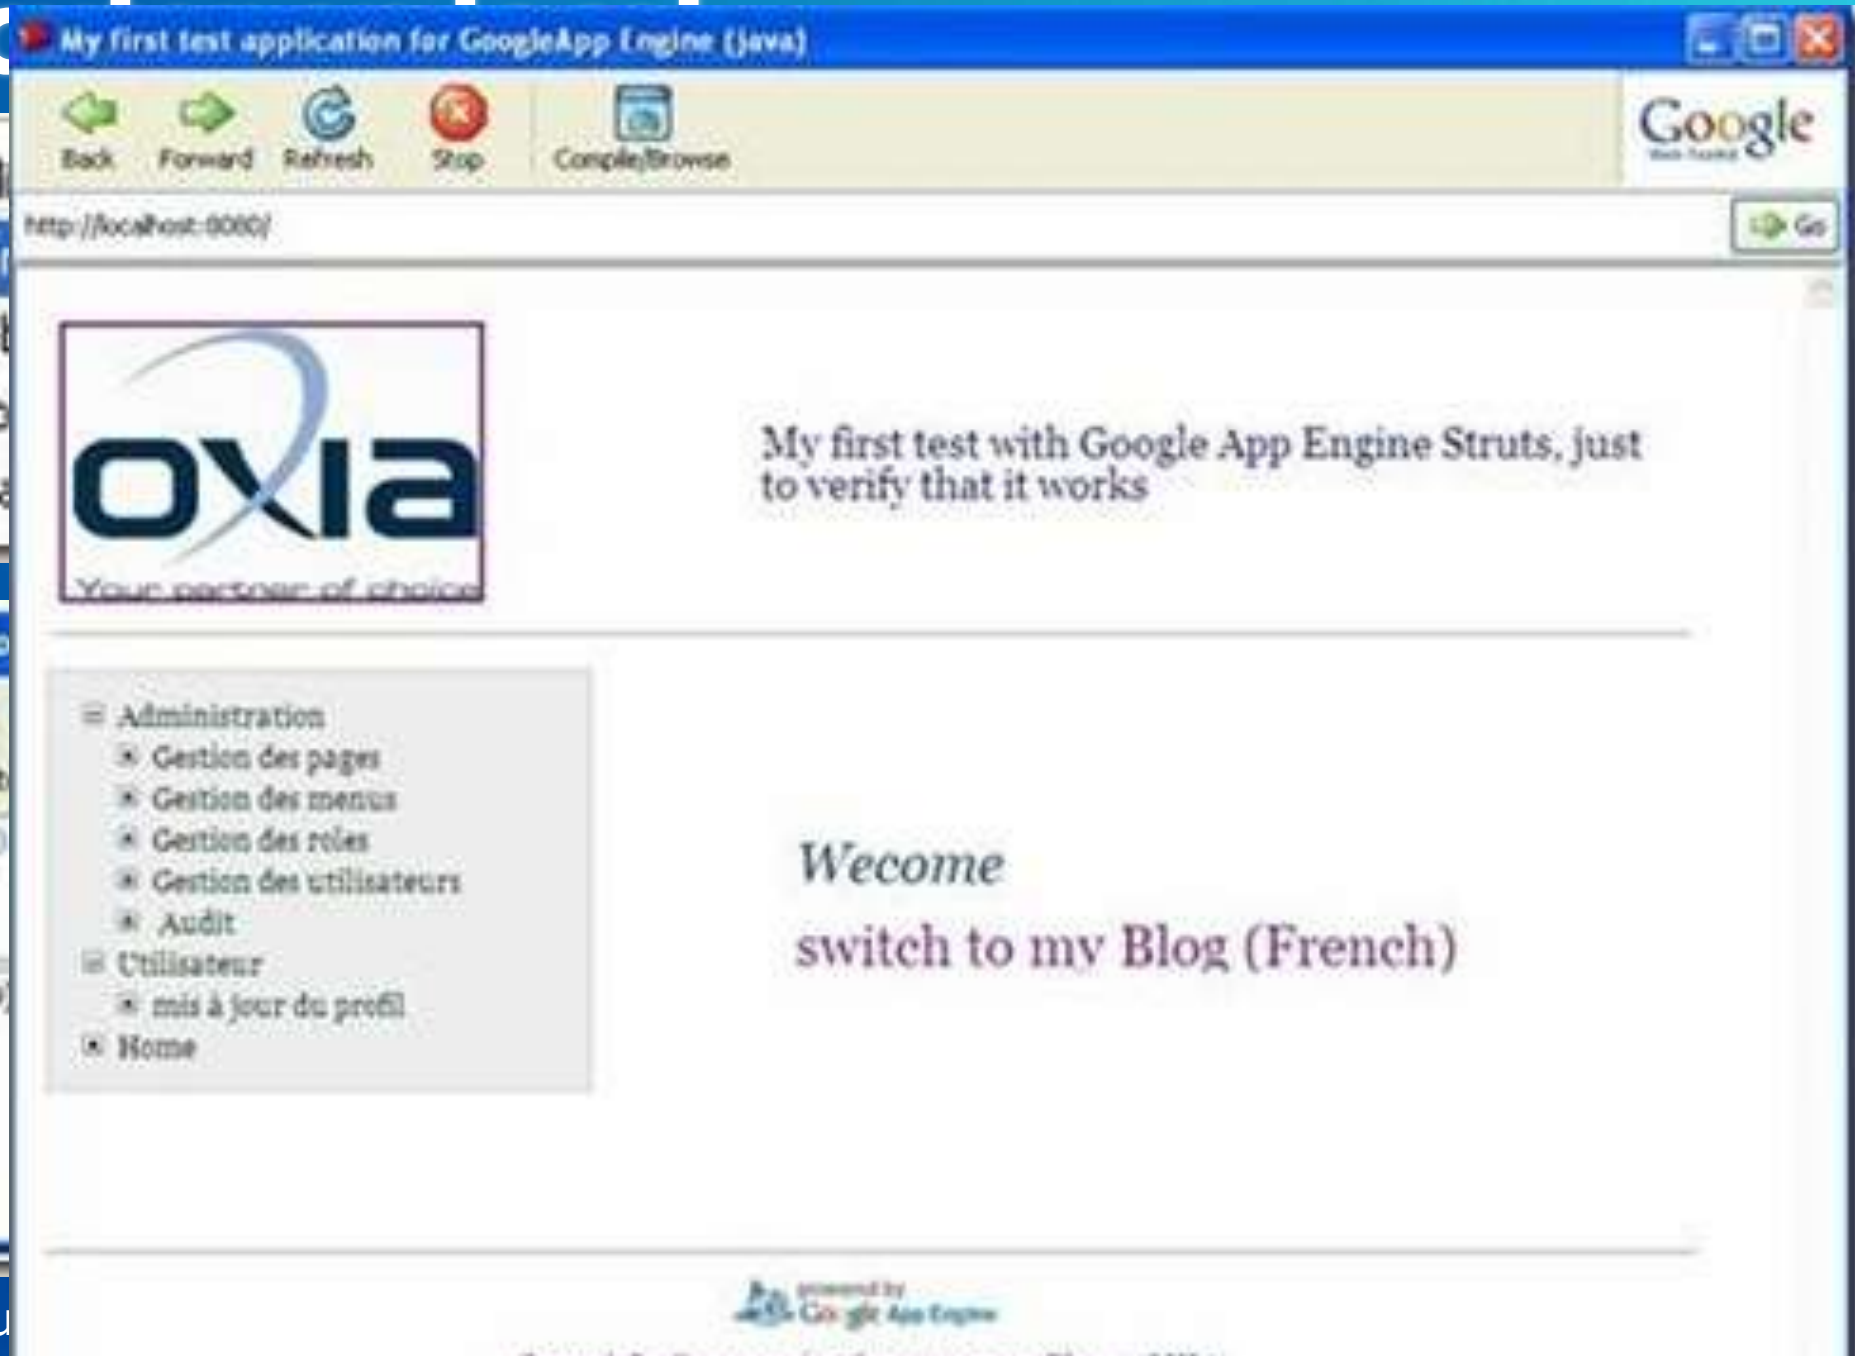 My first test application for GoogleApp Engine (java)
Back Forward Refresh Stop Compile/Browse
Google
Web Toolkit
http://localhost:8080/
Go
oxia
Your partner of choice
My first test with Google App Engine Struts, just
to verify that it works
Administration
Gestion des pages
Gestion des menus
Gestion des roles
Gestion des utilisateurs
Audit
Utilisateur
mis à jour du profil
Home
Wecome
switch to my Blog (French)
powered by
Google App Engine